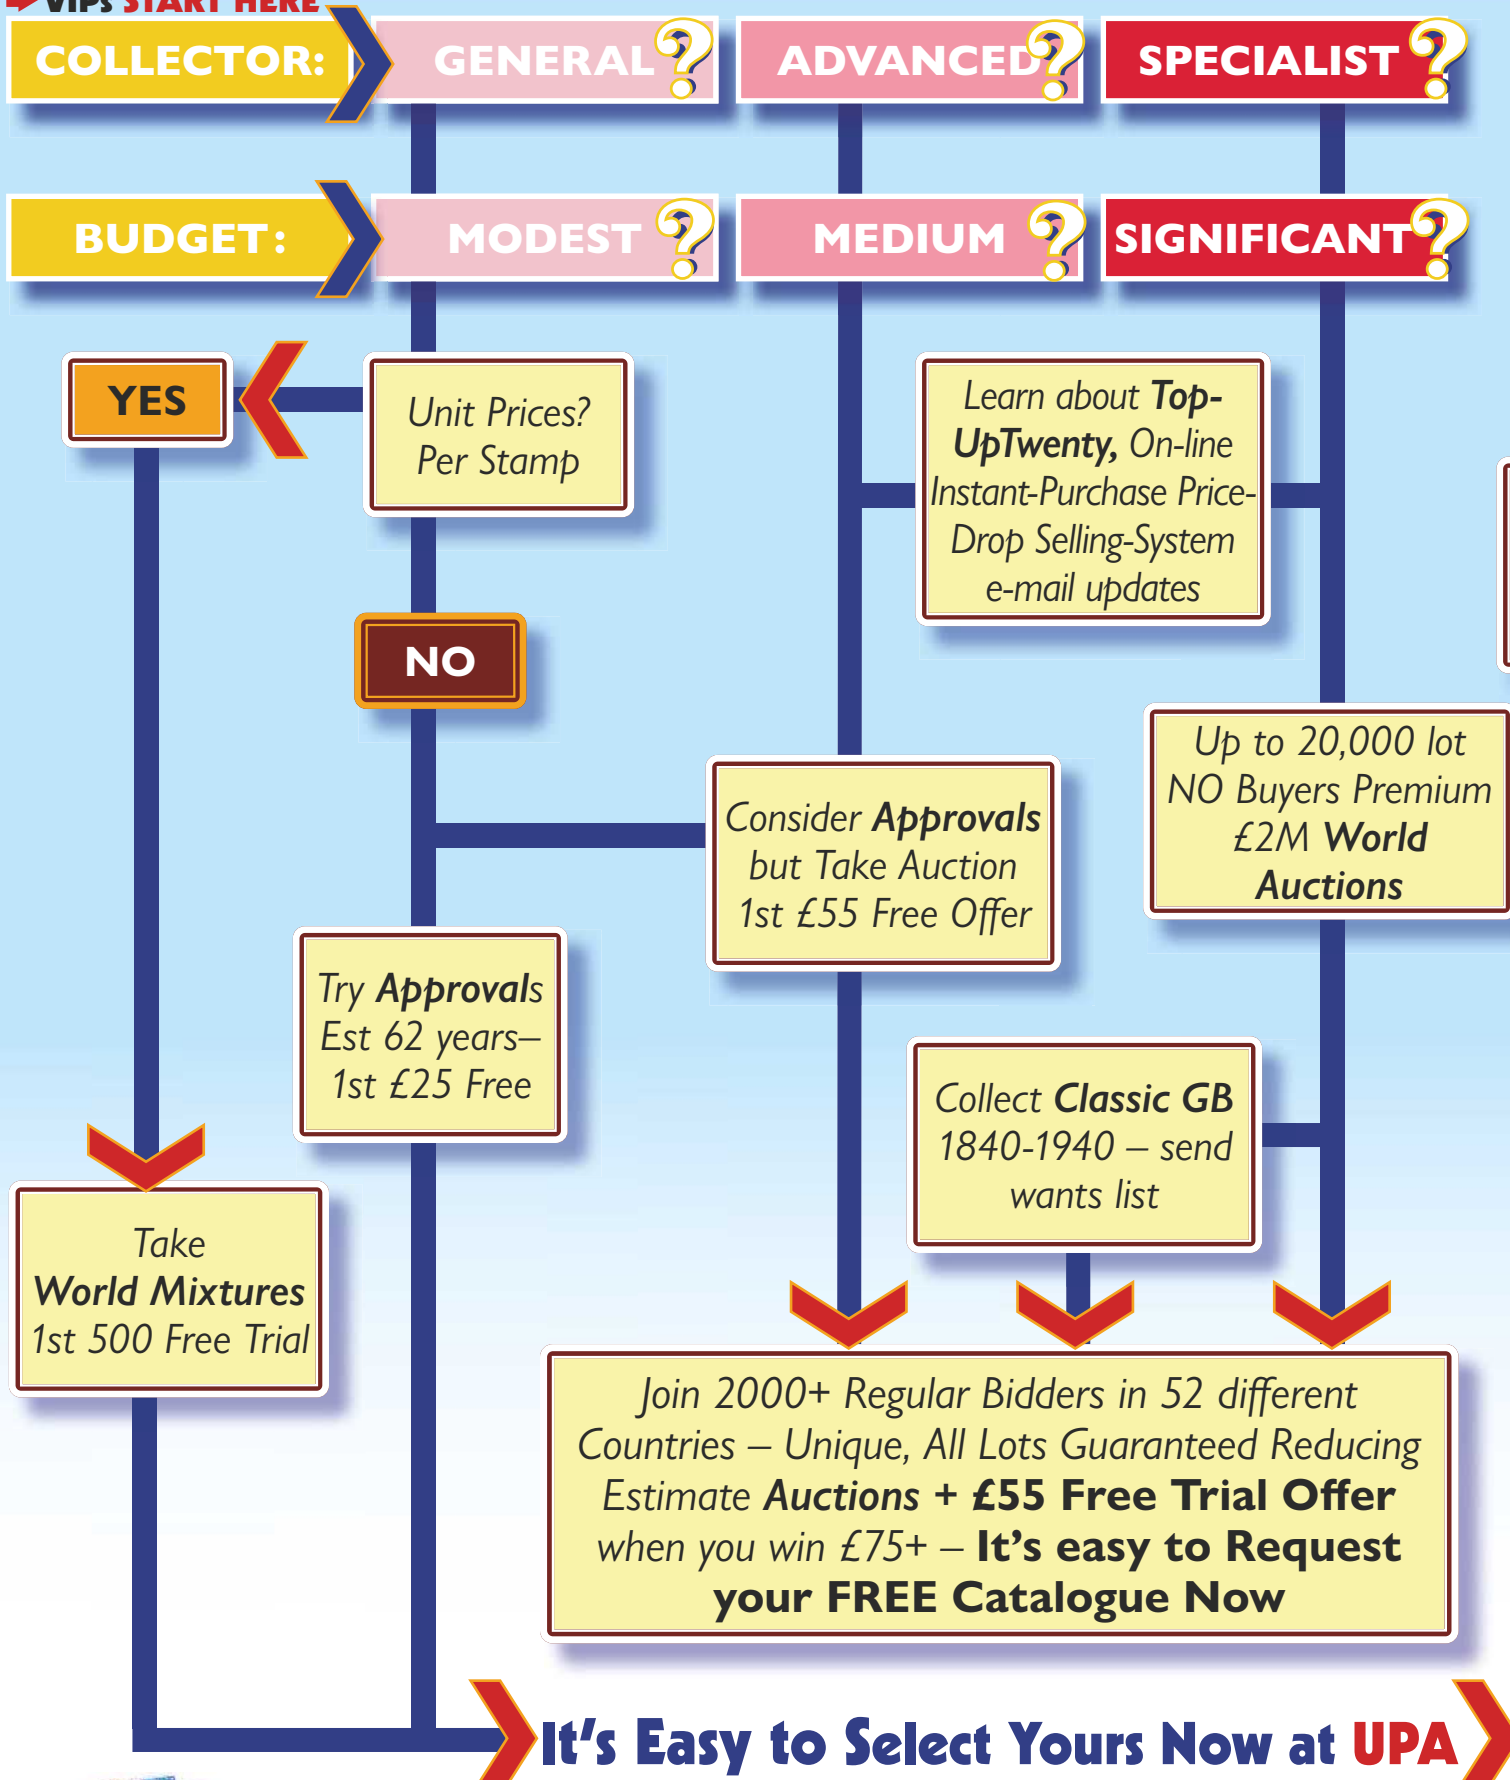 VIPs START HERE
COLLECTOR:
GENERAL?
ADVANCED?
SPECIALIST?
BUDGET:
MODEST?
MEDIUM?
SIGNIFICANT?
YES
Unit Prices?
Per Stamp
Learn about Top-
UpTwenty, On-line
Instant-Purchase Price-
Drop Selling-System
e-mail updates
NO
Up to 20,000 lot
NO Buyers Premium
£2M World
Auctions
Consider Approvals
but Take Auction
1st £55 Free Offer
Try Approvals
Est 62 years–
1st £25 Free
Collect Classic GB
1840-1940 – send
wants list
Take
World Mixtures
1st 500 Free Trial
Join 2000+ Regular Bidders in 52 different
Countries – Unique, All Lots Guaranteed Reducing
Estimate Auctions + £55 Free Trial Offer
when you win £75+ – It's easy to Request
your FREE Catalogue Now
It's Easy to Select Yours Now at UPA